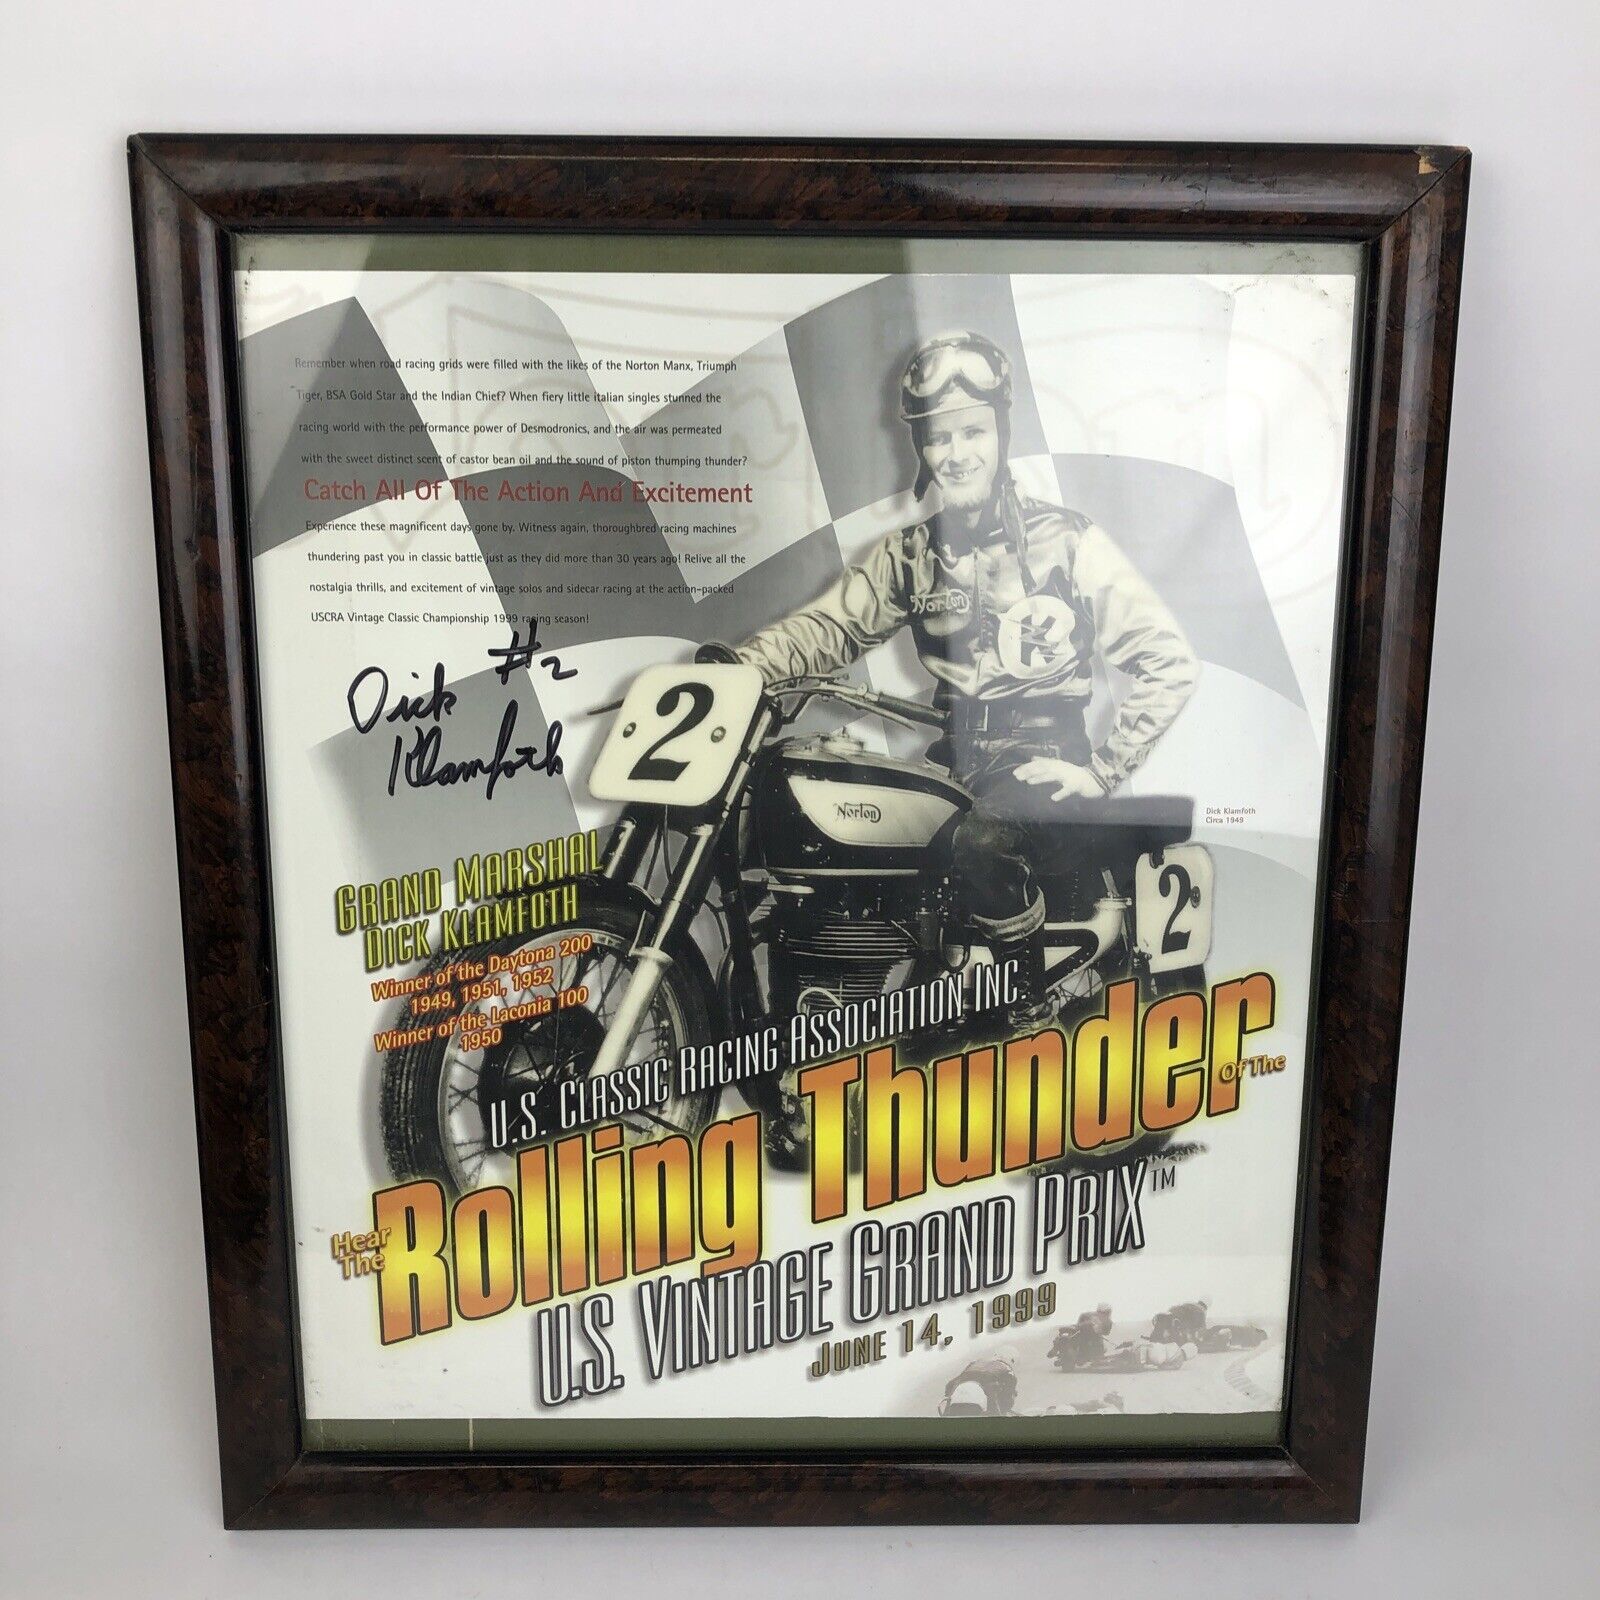 Remember when road racing grids were filled with the likes of the Norton Manx, Triumph
Tiger, BSA Gold Star and the Indian Chief? When fiery little italian singles stunned the
racing world with the performance power of Desmodronics, and the air was permeated
with the sweet distinct scent of castor bean oil and the sound of piston thumping thunder?
Catch All Of The Action And Excitement
Experience these magnificent days gone by. Witness again, thoroughbred racing machines
thundering past you in classic battle just as they did more than 30 years ago! Relive all the
nostalgia thrills, and excitement of vintage solos and sidecar racing at the action-packed
USCRA Vintage Classic Championship 1999 racing season!
#2
Dick
Klamfoth
Norton
2
Norton
2
Dick Klamfoth
Circa 1949
GRAND MARSHAL
DICK KLAMFOTH
Winner of the Daytona 200
1949, 1951, 1952
Winner of the Laconia 100
1950
U.S. CLASSIC RACING ASSOCIATION INC.
Hear
The
Rolling Thunder
Of The
U.S. VINTAGE GRAND PRIX™
JUNE 14, 1999